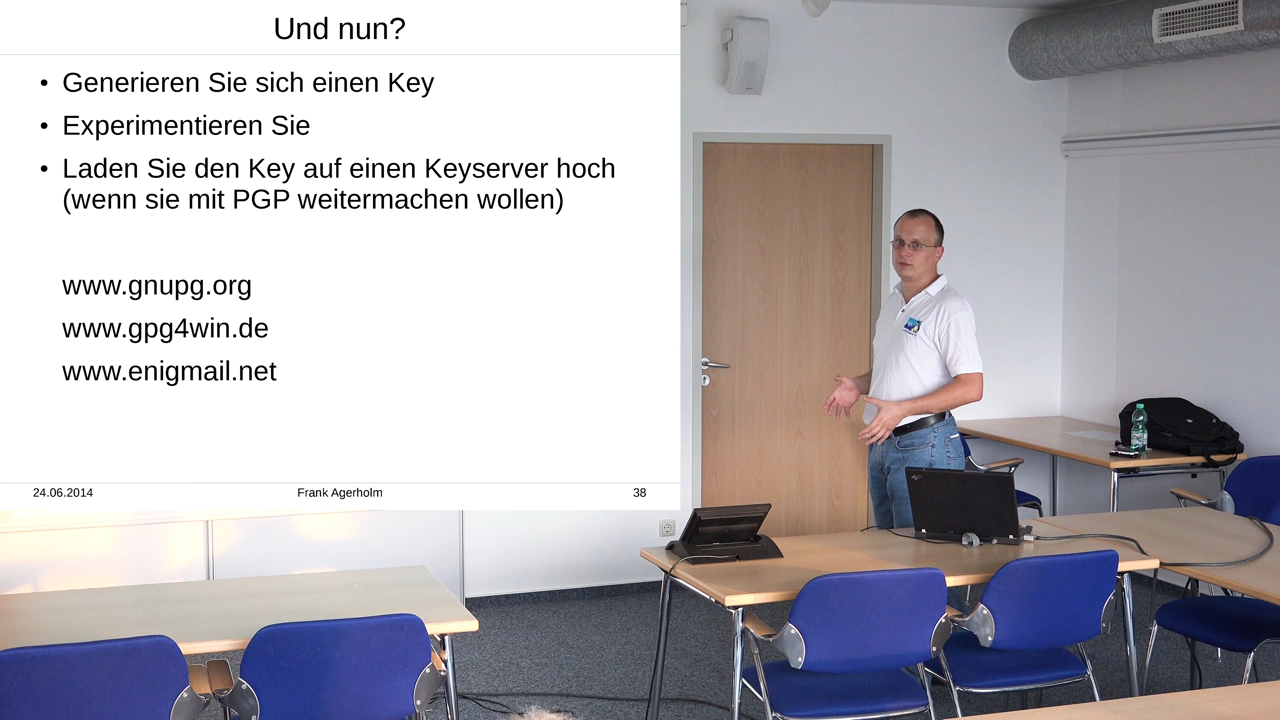 Und nun?
• Generieren Sie sich einen Key
• Experimentieren Sie
• Laden Sie den Key auf einen Keyserver hoch
(wenn sie mit PGP weitermachen wollen)
www.gnupg.org
www.gpg4win.de
www.enigmail.net
24.06.2014 Frank Agerholm 38